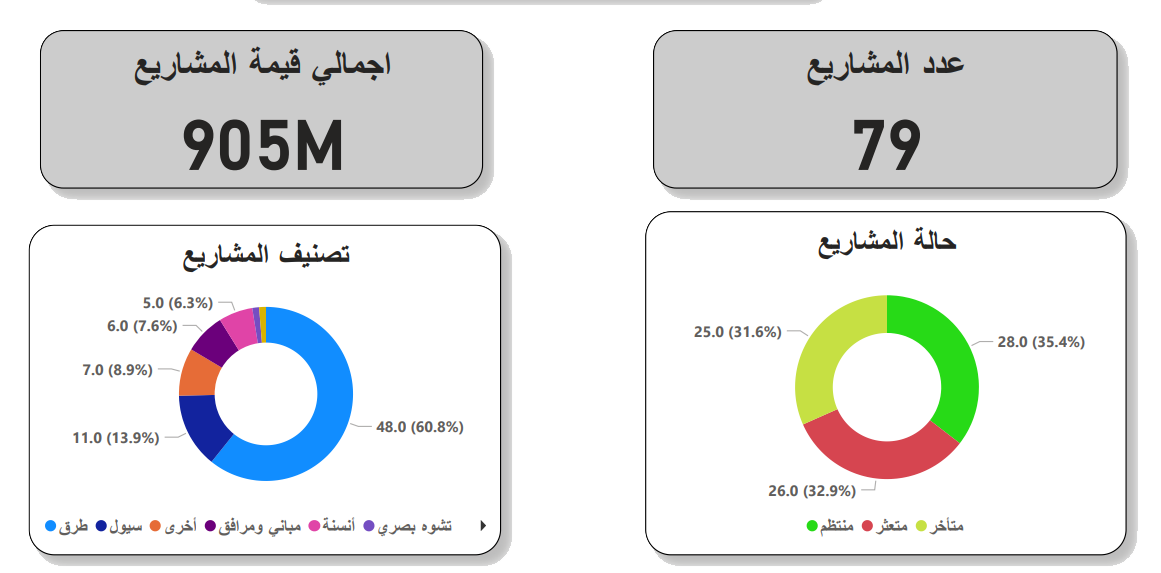 عدد المشاريع
79
اجمالي قيمة المشاريع
905M
حالة المشاريع
28.0 (35.4%)
26.0 (32.9%)
25.0 (31.6%)
منتظم متعثر متأخر
تصنيف المشاريع
5.0 (6.3%)
6.0 (7.6%)
7.0 (8.9%)
11.0 (13.9%)
48.0 (60.8%)
طرق سيول أخرى مباني ومرافق أنسنة تشوه بصري